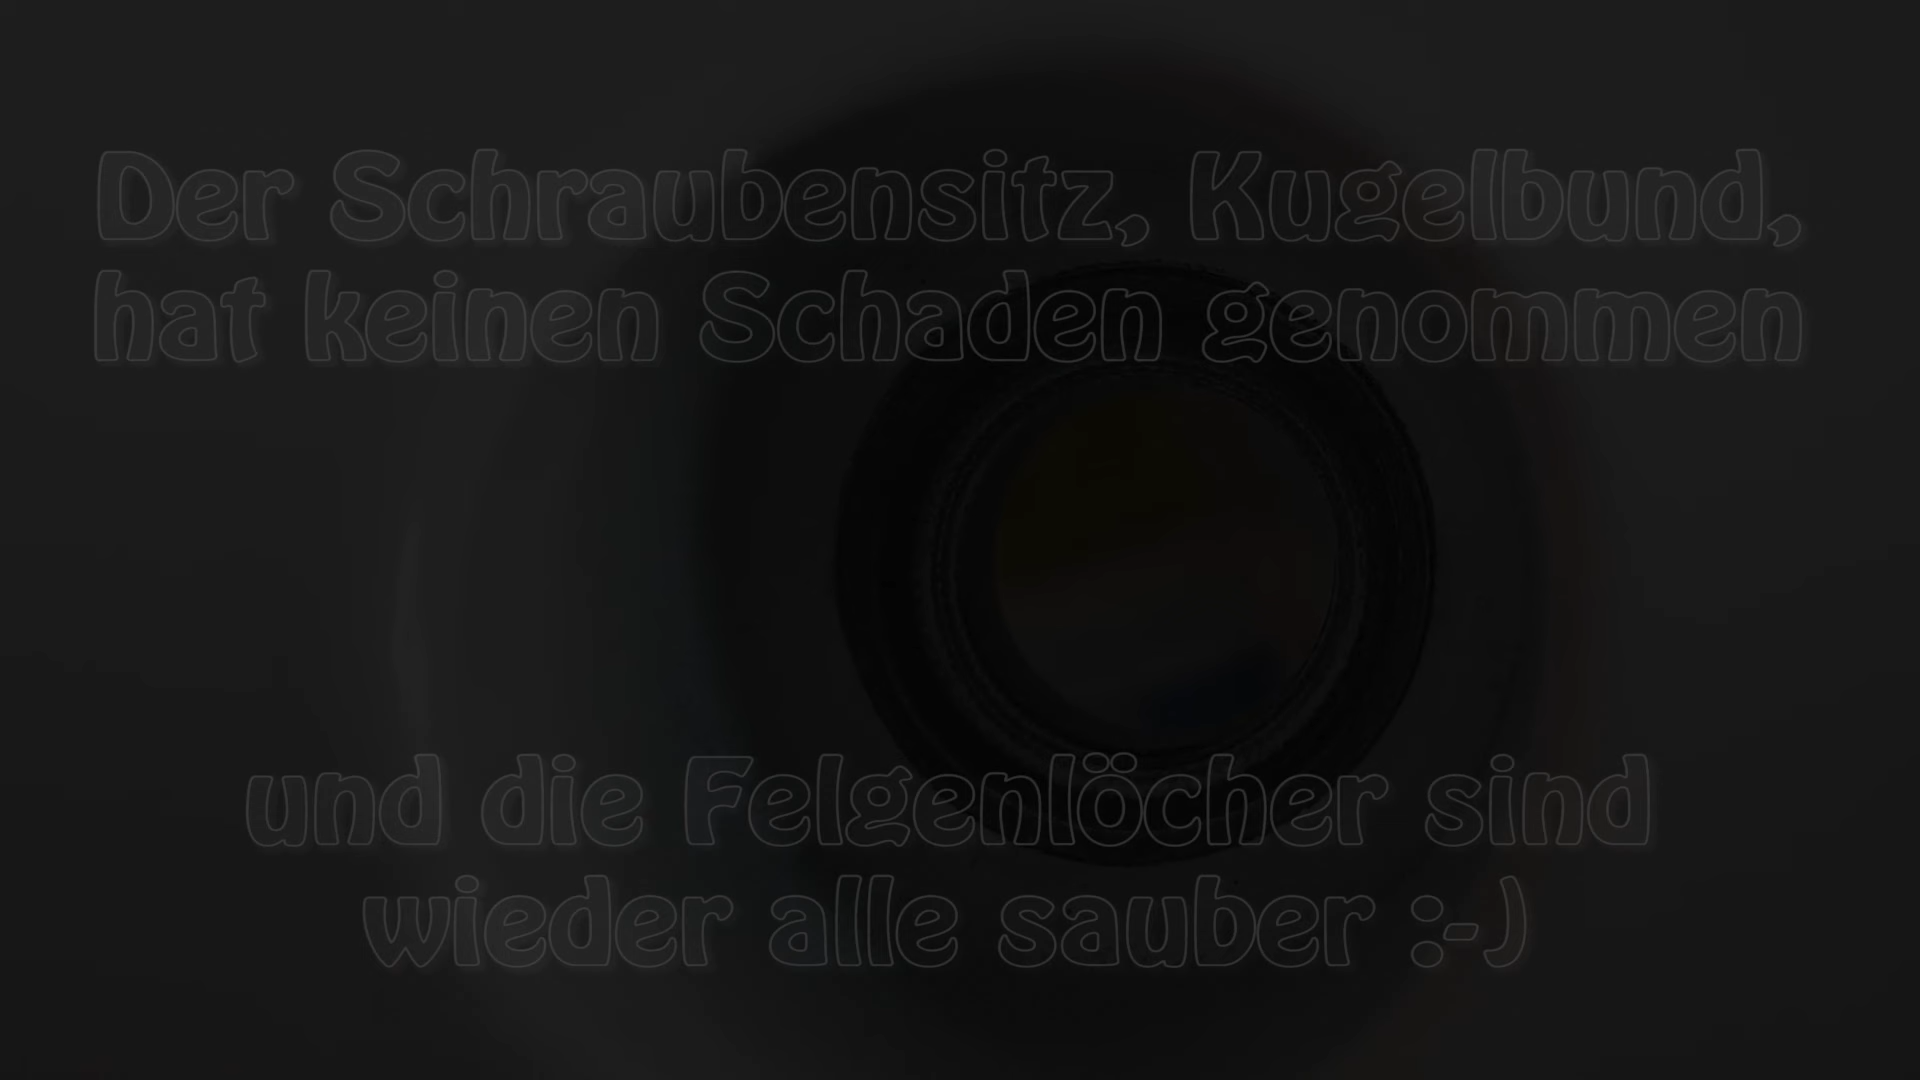 Der Schraubensitz, Kugelbund,
hat keinen Schaden genommen
und die Felgenlöcher sind
wieder alle sauber :-)